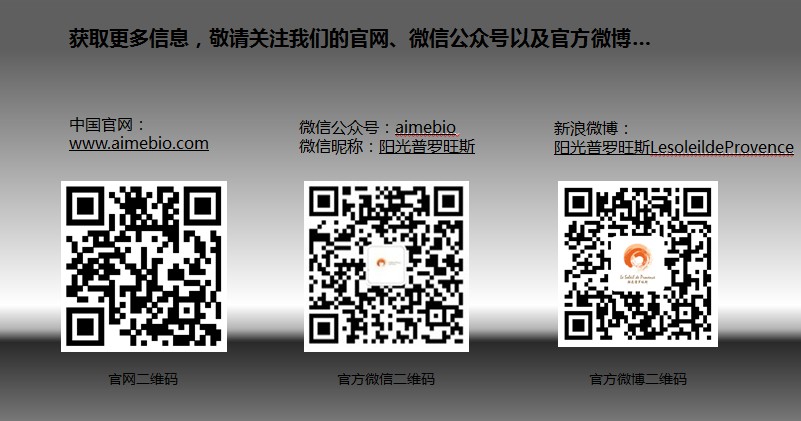 获取更多信息，敬请关注我们的官网、微信公众号以及官方微博...
中国官网：
www.aimebio.com
微信公众号：aimebio
微信昵称：阳光普罗旺斯
新浪微博：
阳光普罗旺斯LesoleildeProvence
Le Soleil de Provence
官网二维码
官方微信二维码
官方微博二维码